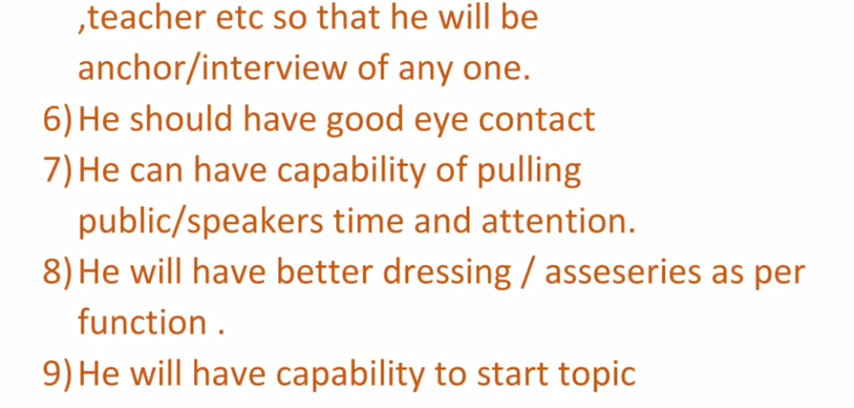 ,teacher etc so that he will be
anchor/interview of any one.
6) He should have good eye contact
7) He can have capability of pulling
public/speakers time and attention.
8) He will have better dressing / asseseries as per
function .
9) He will have capability to start topic